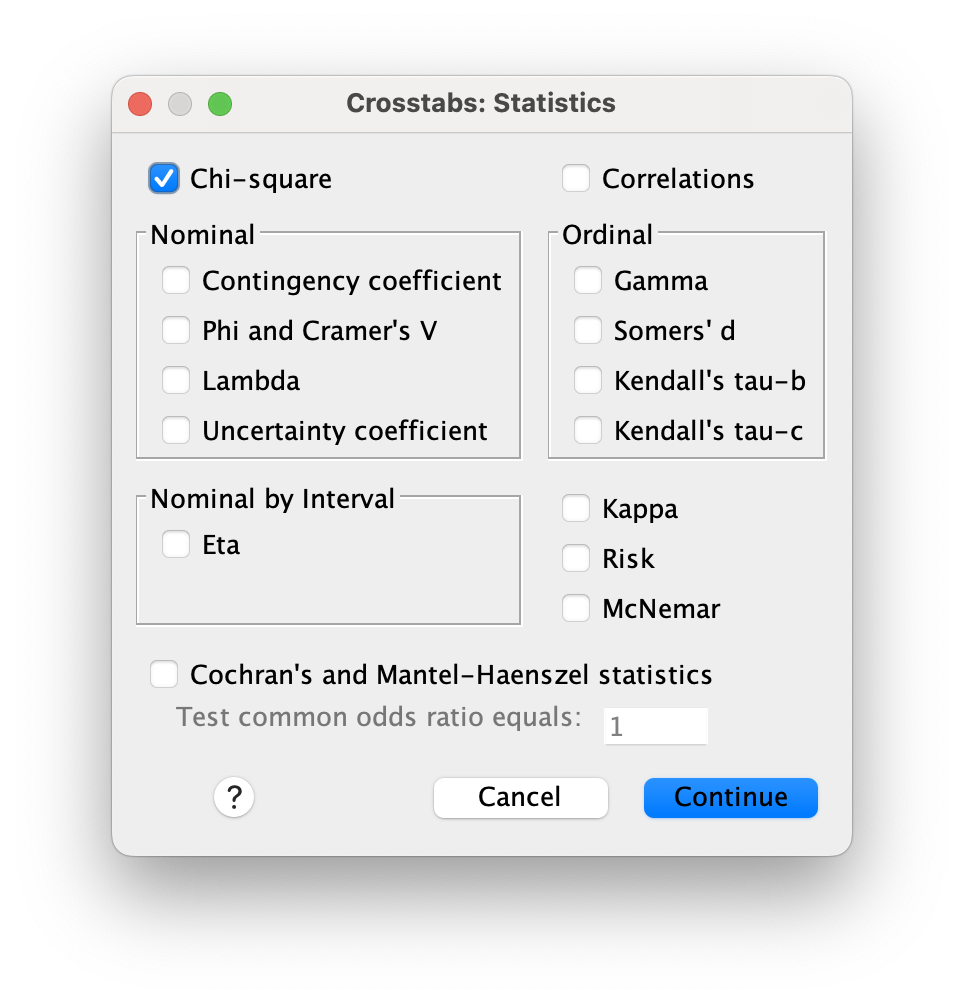 Crosstabs: Statistics
Chi-square
Correlations
Nominal
Contingency coefficient
Phi and Cramer's V
Lambda
Uncertainty coefficient
Ordinal
Gamma
Somers' d
Kendall's tau-b
Kendall's tau-c
Nominal by Interval
Eta
Kappa
Risk
McNemar
Cochran's and Mantel-Haenszel statistics
Test common odds ratio equals: 1
? Cancel Continue